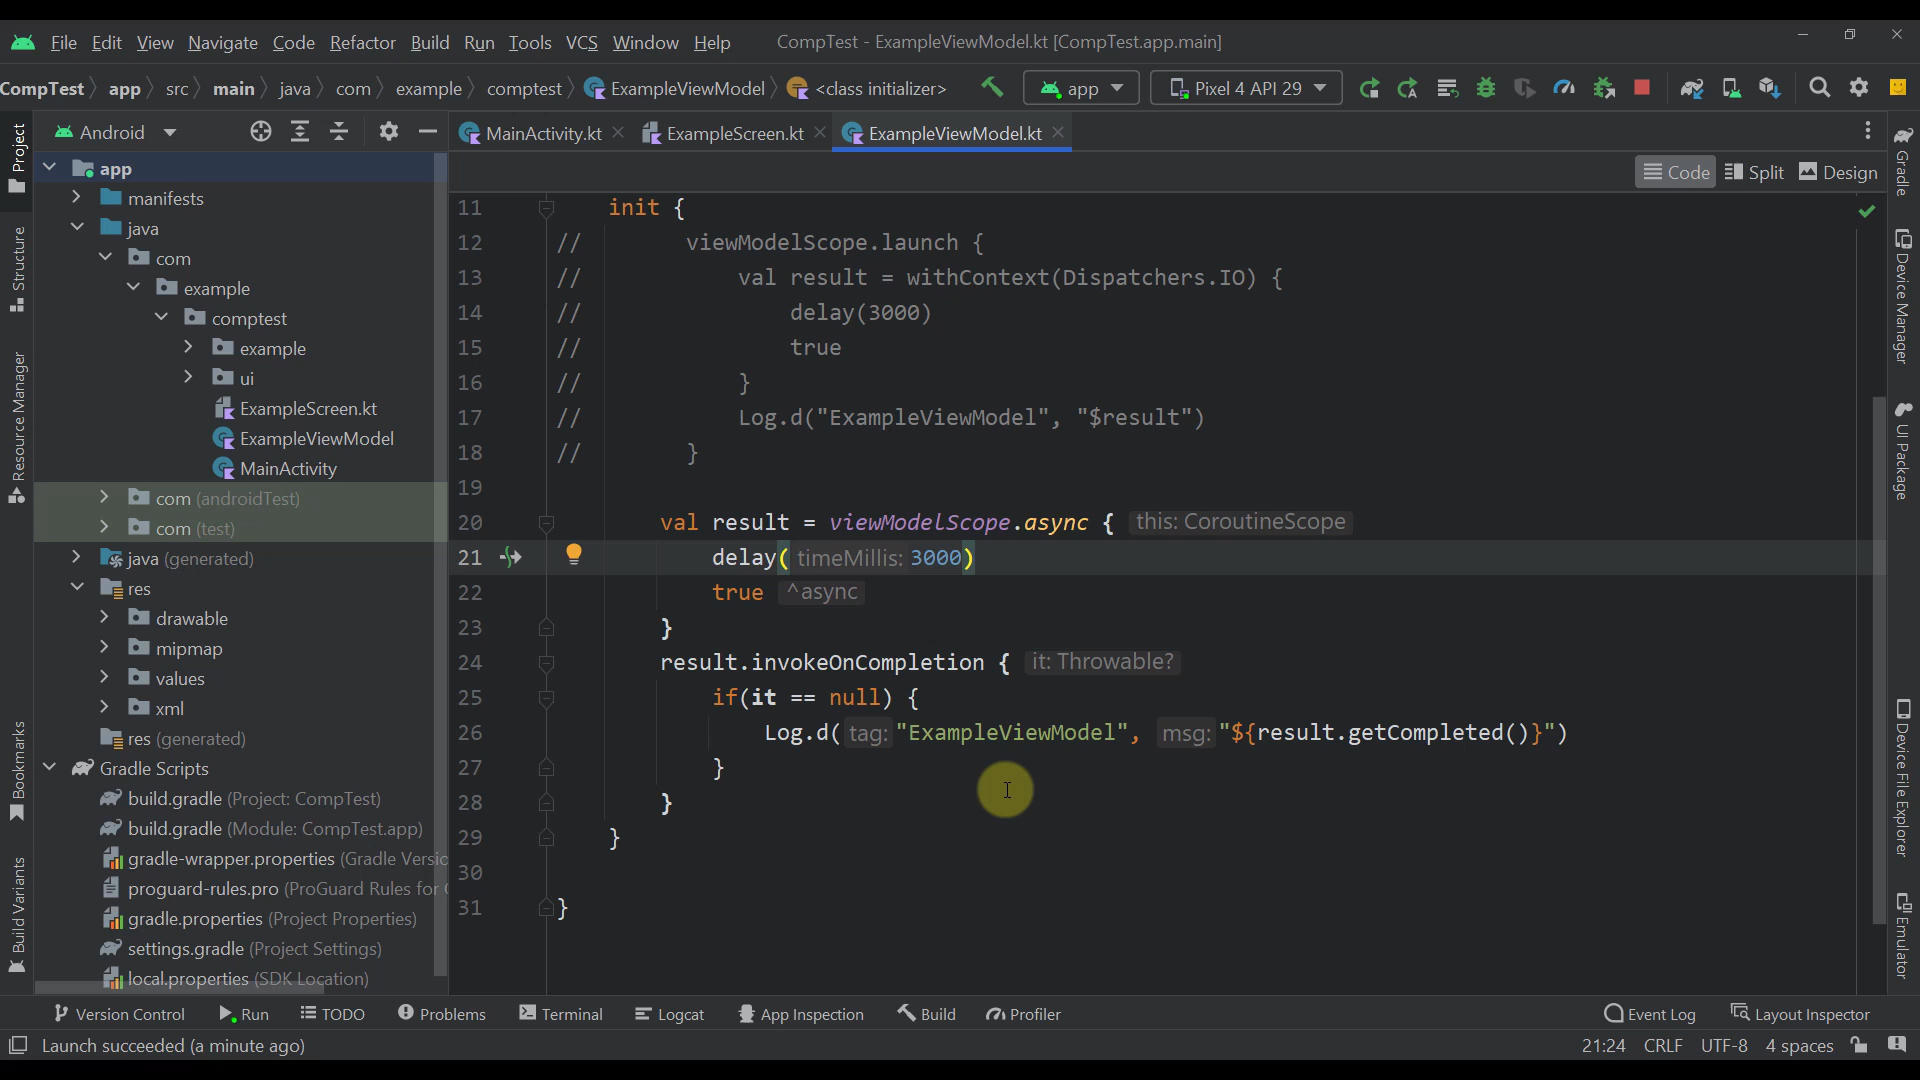 File Edit View Navigate Code Refactor Build Run Tools VCS Window Help CompTest - ExampleViewModel.kt [CompTest.app.main]
CompTest app src main java com example comptest ExampleViewModel <class initializer> app Pixel 4 API 29
Android
MainActivity.kt ExampleScreen.kt ExampleViewModel.kt
Code Split Design
Project
Structure
Resource Manager
Bookmarks
Build Variants
app
manifests
java
com
example
comptest
example
ui
ExampleScreen.kt
ExampleViewModel
MainActivity
com (androidTest)
com (test)
java (generated)
res
drawable
mipmap
values
xml
res (generated)
Gradle Scripts
build.gradle (Project: CompTest)
build.gradle (Module: CompTest.app)
gradle-wrapper.properties (Gradle Versio
proguard-rules.pro (ProGuard Rules for
gradle.properties (Project Properties)
settings.gradle (Project Settings)
local.properties (SDK Location)
11 init {
12 // viewModelScope.launch {
13 // val result = withContext(Dispatchers.IO) {
14 // delay(3000)
15 // true
16 // }
17 // Log.d("ExampleViewModel", "$result")
18 // }
19
20 val result = viewModelScope.async { this: CoroutineScope
21 delay( timeMillis: 3000)
22 true ^async
23 }
24 result.invokeOnCompletion { it: Throwable?
25 if(it == null) {
26 Log.d( tag: "ExampleViewModel", msg: "${result.getCompleted()}")
27 }
28 }
29 }
30
31 }
Gradle
Device Manager
UI Package
Device File Explorer
Emulator
Version Control Run TODO Problems Terminal Logcat App Inspection Build Profiler Event Log Layout Inspector
Launch succeeded (a minute ago) 21:24 CRLF UTF-8 4 spaces